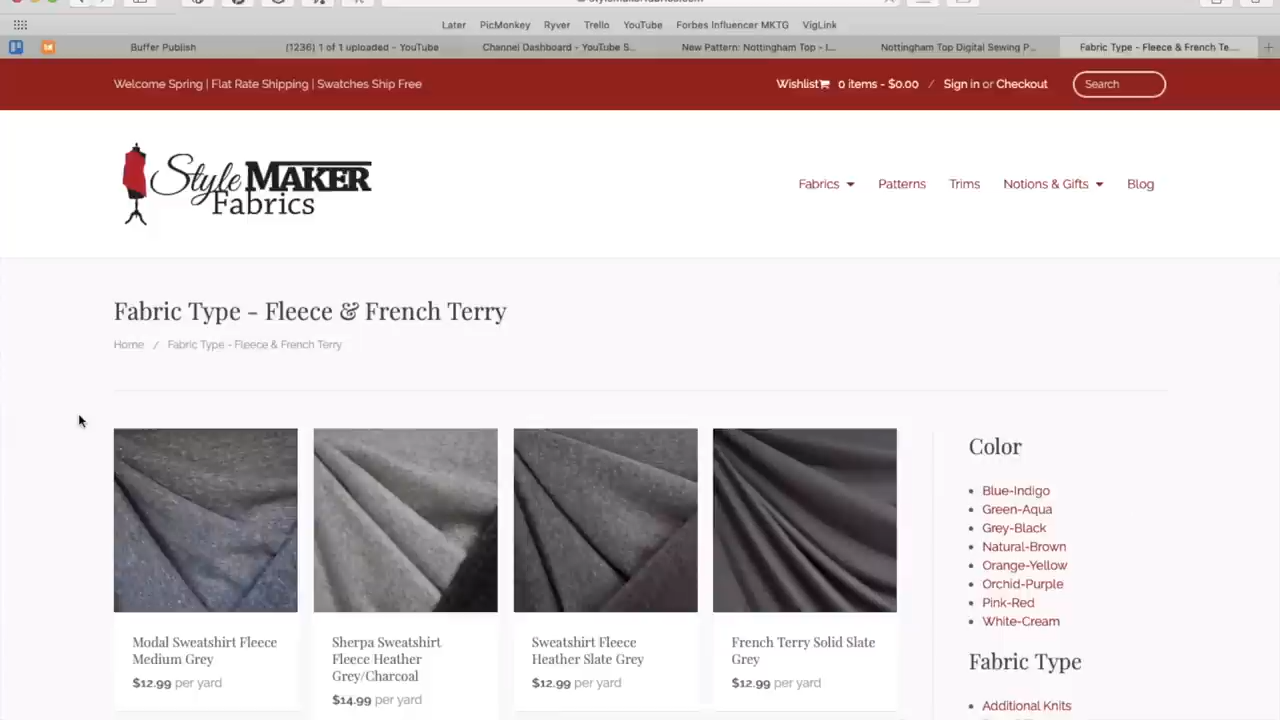 Later PicMonkey Ryver Trello YouTube Forbes Influencer MKTG VigLink
Buffer Publish (1236) 1 of 1 uploaded - YouTube Channel Dashboard - YouTube S... New Pattern: Nottingham Top - I... Nottingham Top Digital Sewing P... Fabric Type - Fleece & French Te...
Welcome Spring | Flat Rate Shipping | Swatches Ship Free
Wishlist 0 items - $0.00 / Sign in or Checkout
Search
Style MAKER
Fabrics
Fabrics Patterns Trims Notions & Gifts Blog
Fabric Type - Fleece & French Terry
Home / Fabric Type - Fleece & French Terry
Modal Sweatshirt Fleece
Medium Grey
$12.99 per yard
Sherpa Sweatshirt
Fleece Heather
Grey/Charcoal
$14.99 per yard
Sweatshirt Fleece
Heather Slate Grey
$12.99 per yard
French Terry Solid Slate
Grey
$12.99 per yard
Color
Blue-Indigo
Green-Aqua
Grey-Black
Natural-Brown
Orange-Yellow
Orchid-Purple
Pink-Red
White-Cream
Fabric Type
Additional Knits